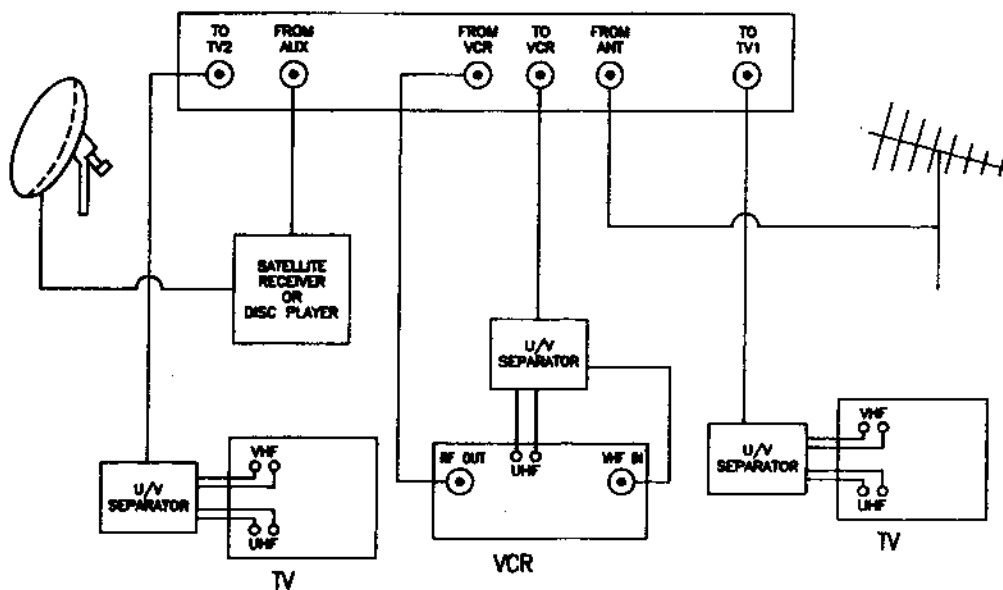 TO
TV2
FROM
AUX
FROM
VCR
TO
VCR
FROM
ANT
TO
TV1
SATELLITE
RECEIVER
OR
DISC PLAYER
U/V
SEPARATOR
U/V
SEPARATOR
VHF
UHF
TV
RF OUT
UHF
VHF IN
VCR
U/V
SEPARATOR
VHF
UHF
TV